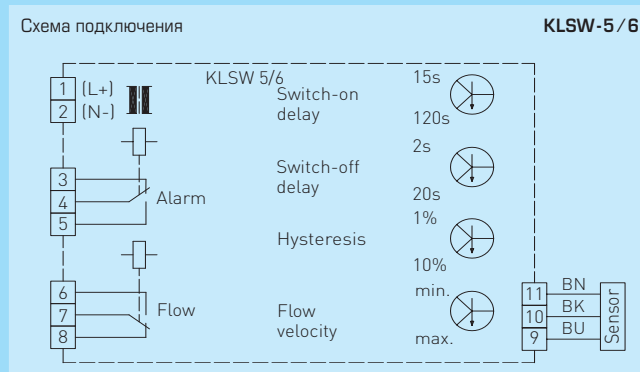 Схема подключения
KLSW-5/6
KLSW 5/6
1 (L+)
2 (N-)
3
4
5
Alarm
6
7
8
Flow
Switch-on
delay
15s
120s
Switch-off
delay
2s
20s
Hysteresis
1%
10%
Flow
velocity
min.
max.
11 BN
10 BK
9 BU
Sensor